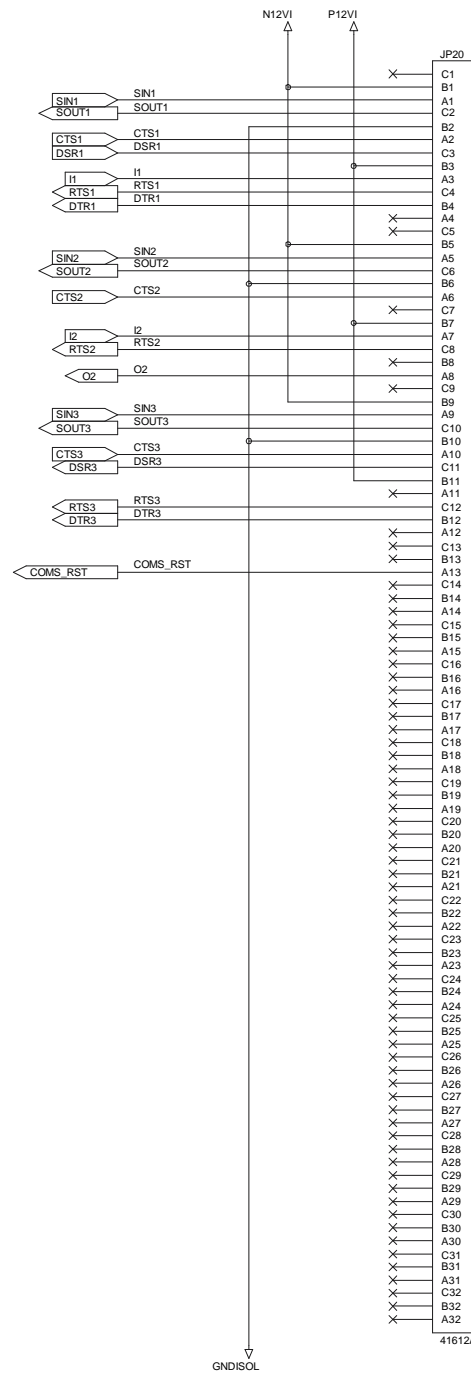 N12VI P12VI
JP20
C1
B1
SIN1 SIN1 A1
SOUT1 SOUT1 C2
B2
CTS1 CTS1 A2
DSR1 DSR1 C3
B3
I1 I1 A3
RTS1 RTS1 C4
DTR1 DTR1 B4
A4
C5
B5
SIN2 SIN2 A5
SOUT2 SOUT2 C6
B6
CTS2 CTS2 A6
C7
B7
I2 I2 A7
RTS2 RTS2 C8
B8
O2 O2 A8
C9
B9
SIN3 SIN3 A9
SOUT3 SOUT3 C10
B10
CTS3 CTS3 A10
DSR3 DSR3 C11
B11
A11
RTS3 RTS3 C12
DTR3 DTR3 B12
A12
C13
B13
COMS_RST COMS_RST A13
C14
B14
A14
C15
B15
A15
C16
B16
A16
C17
B17
A17
C18
B18
A18
C19
B19
A19
C20
B20
A20
C21
B21
A21
C22
B22
A22
C23
B23
A23
C24
B24
A24
C25
B25
A25
C26
B26
A26
C27
B27
A27
C28
B28
A28
C29
B29
A29
C30
B30
A30
C31
B31
A31
C32
B32
A32
41612
GNDISOL